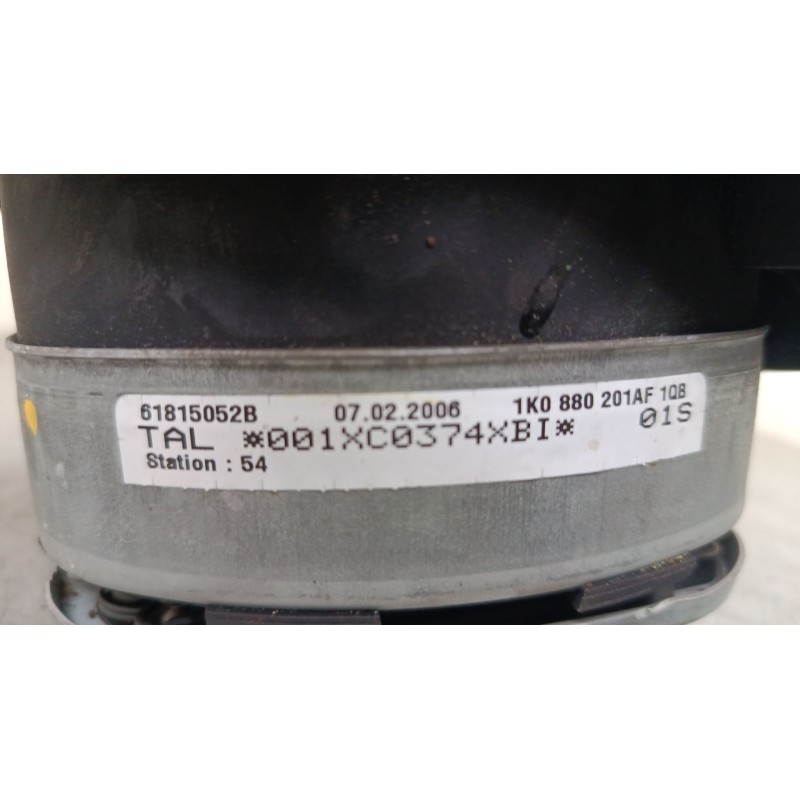 61815052B 07.02.2006 1K0 880 201AF 1QB
TAL *001XC0374XBI* 01S
Station : 54